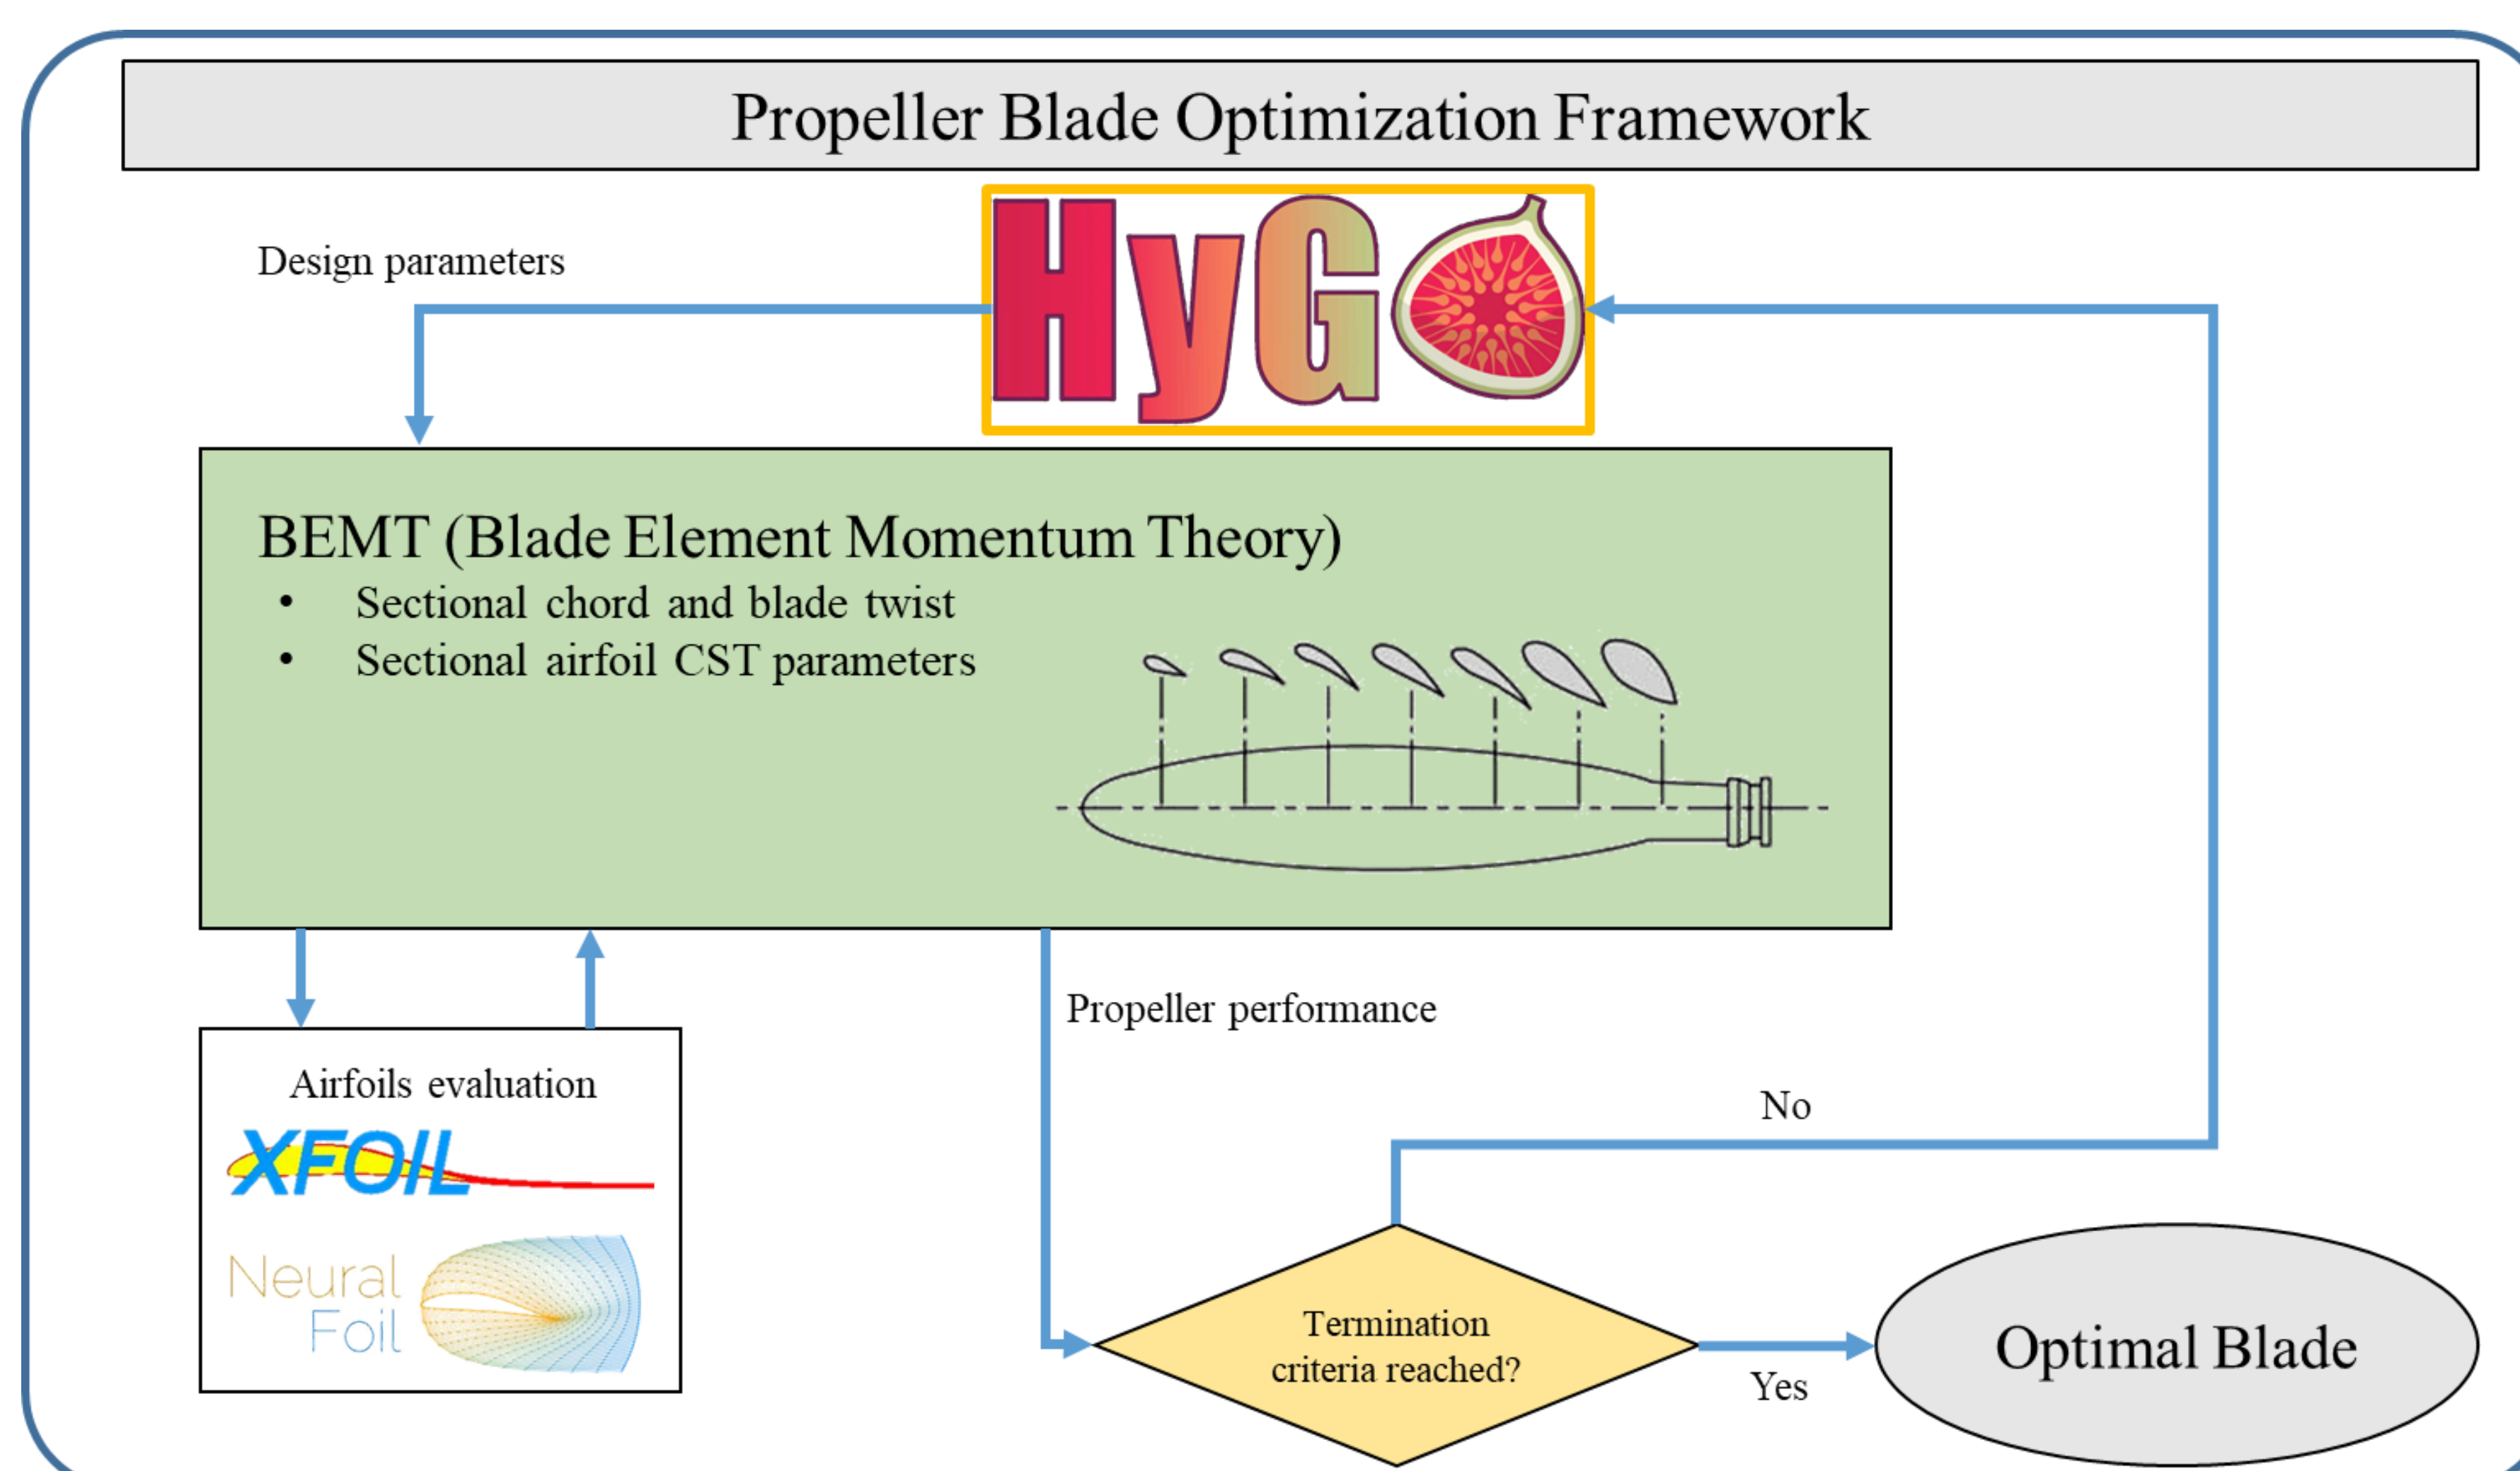 Propeller Blade Optimization Framework
HyG
Design parameters
BEMT (Blade Element Momentum Theory)
• Sectional chord and blade twist
• Sectional airfoil CST parameters
Propeller performance
Airfoils evaluation
XFOIL
Neural
Foil
No
Termination
criteria reached?
Yes
Optimal Blade